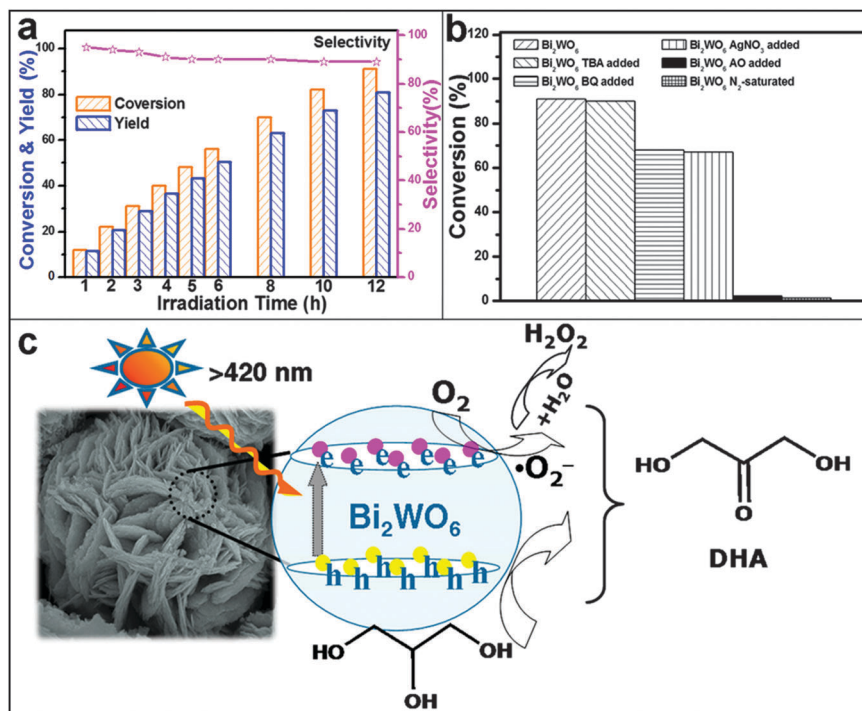 a
Selectivity
Coversion
Yield
Conversion & Yield (%)
100
80
60
40
20
0
1 2 3 4 5 6 8 10 12
Irradiation Time (h)
100
80
60
40
20
0
Selectivity(%)
b
Bi₂WO₆
Bi₂WO₆ TBA added
Bi₂WO₆ BQ added
Bi₂WO₆ AgNO₃ added
Bi₂WO₆ AO added
Bi₂WO₆ N₂-saturated
Conversion (%)
120
100
80
60
40
20
0
c
>420 nm
O₂
H₂O₂
+H₂O
•O₂⁻
e e e e e e e
Bi₂WO₆
h h h h h h h
HO
OH
OH
HO
OH
O
DHA